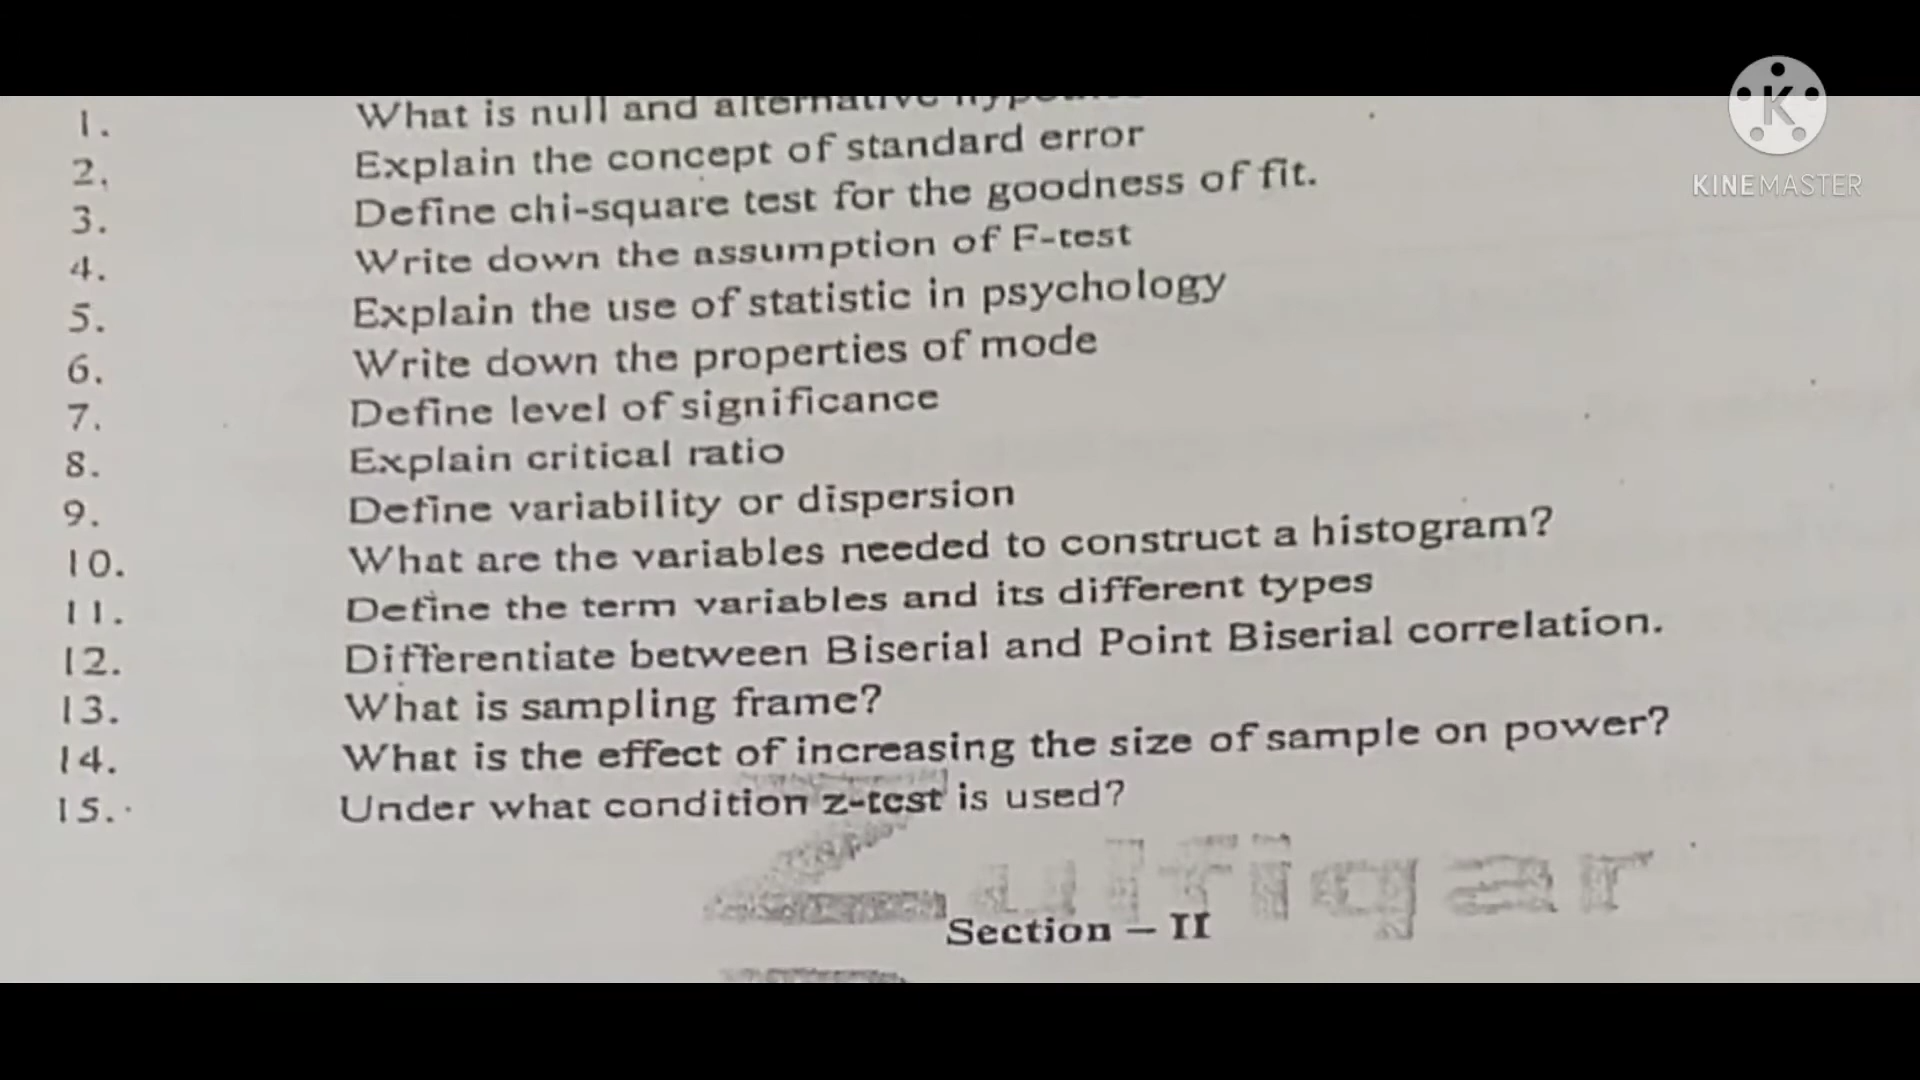 1. What is null and alternative
2. Explain the concept of standard error
3. Define chi-square test for the goodness of fit.
4. Write down the assumption of F-test
5. Explain the use of statistic in psychology
6. Write down the properties of mode
7. Define level of significance
8. Explain critical ratio
9. Define variability or dispersion
10. What are the variables needed to construct a histogram?
11. Define the term variables and its different types
12. Differentiate between Biserial and Point Biserial correlation.
13. What is sampling frame?
14. What is the effect of increasing the size of sample on power?
15. Under what condition z-test is used?
Zulfiqar
Section – II
K
KINEMASTER